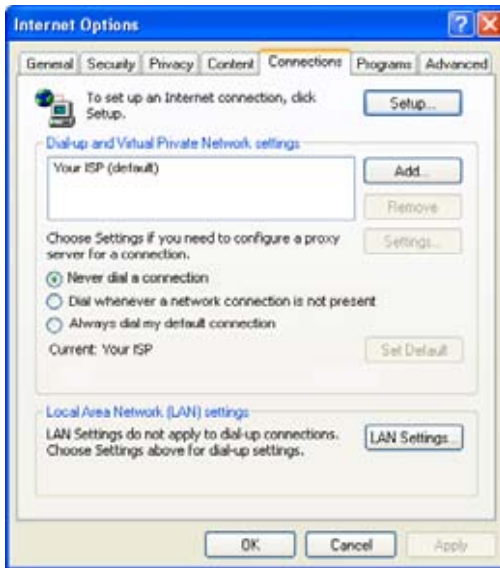 Internet Options
General Security Privacy Content Connections Programs Advanced
To set up an Internet connection, click
Setup.
Setup...
Dial-up and Virtual Private Network settings
Your ISP (default)
Add...
Remove
Choose Settings if you need to configure a proxy
server for a connection.
Settings...
Never dial a connection
Dial whenever a network connection is not present
Always dial my default connection
Current: Your ISP
Set Default
Local Area Network (LAN) settings
LAN Settings do not apply to dial-up connections.
Choose Settings above for dial-up settings.
LAN Settings...
OK Cancel Apply